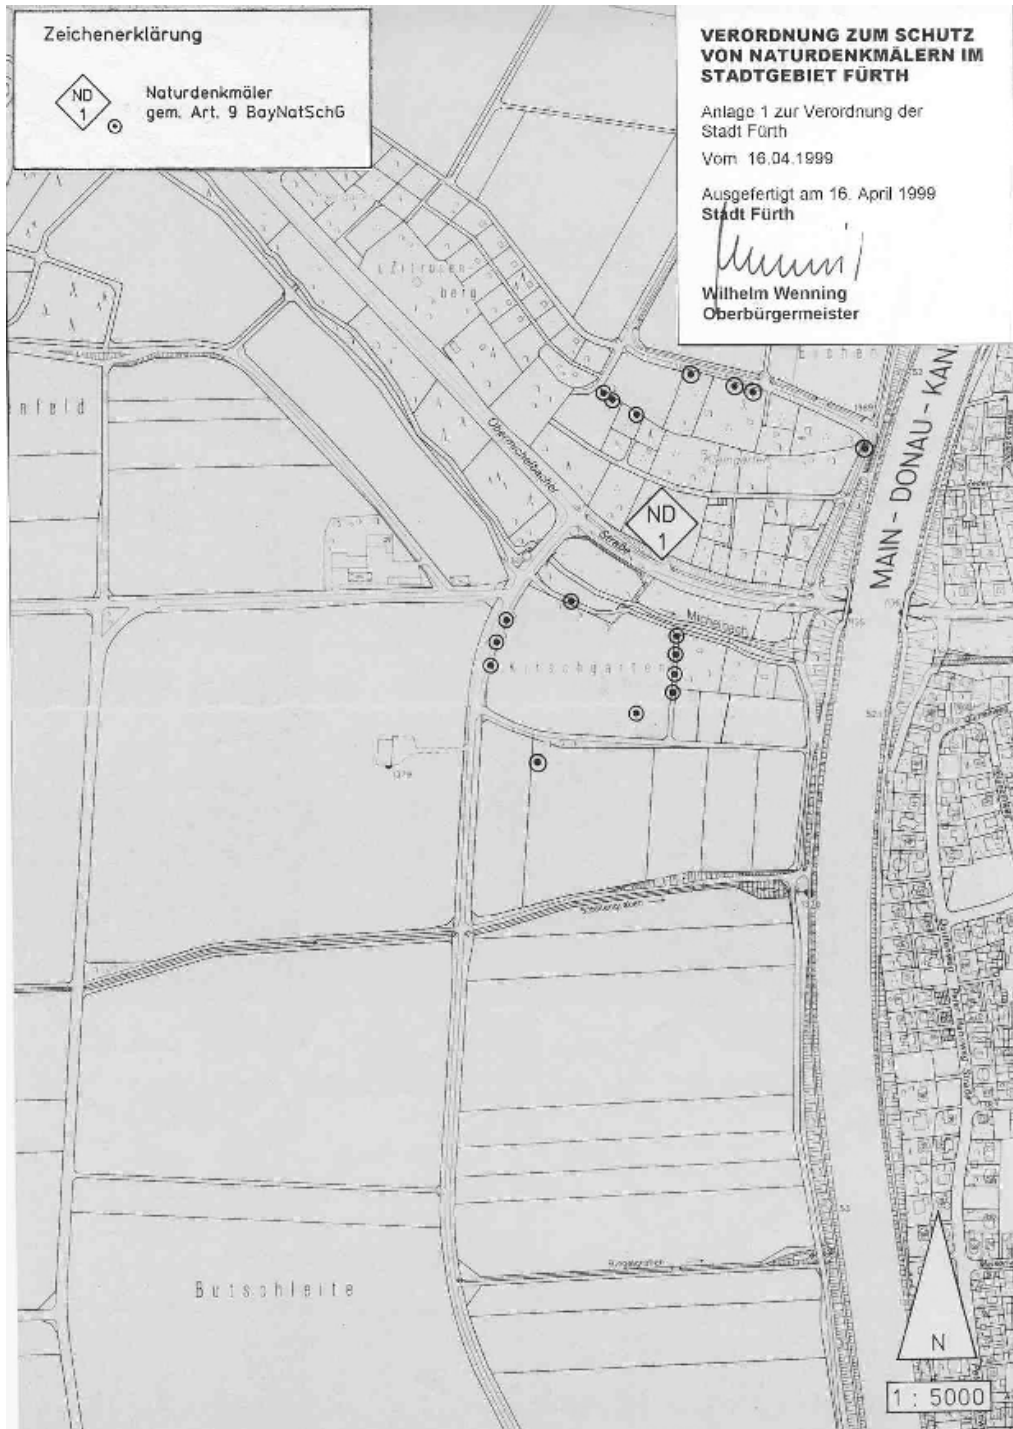 Zeichenerklärung
ND
1
Naturdenkmäler
gem. Art. 9 BayNatSchG
VERORDNUNG ZUM SCHUTZ
VON NATURDENKMÄLERN IM
STADTGEBIET FÜRTH
Anlage 1 zur Verordnung der
Stadt Fürth
Vom 16.04.1999
Ausgefertigt am 16. April 1999
Stadt Fürth
Wilhelm Wenning
Oberbürgermeister
enfeld
Obermichelbacher
Straße
ND
1
MAIN - DONAU - KAN
Michelbach
Kitschgarten
Butschleite
N
1 : 5000